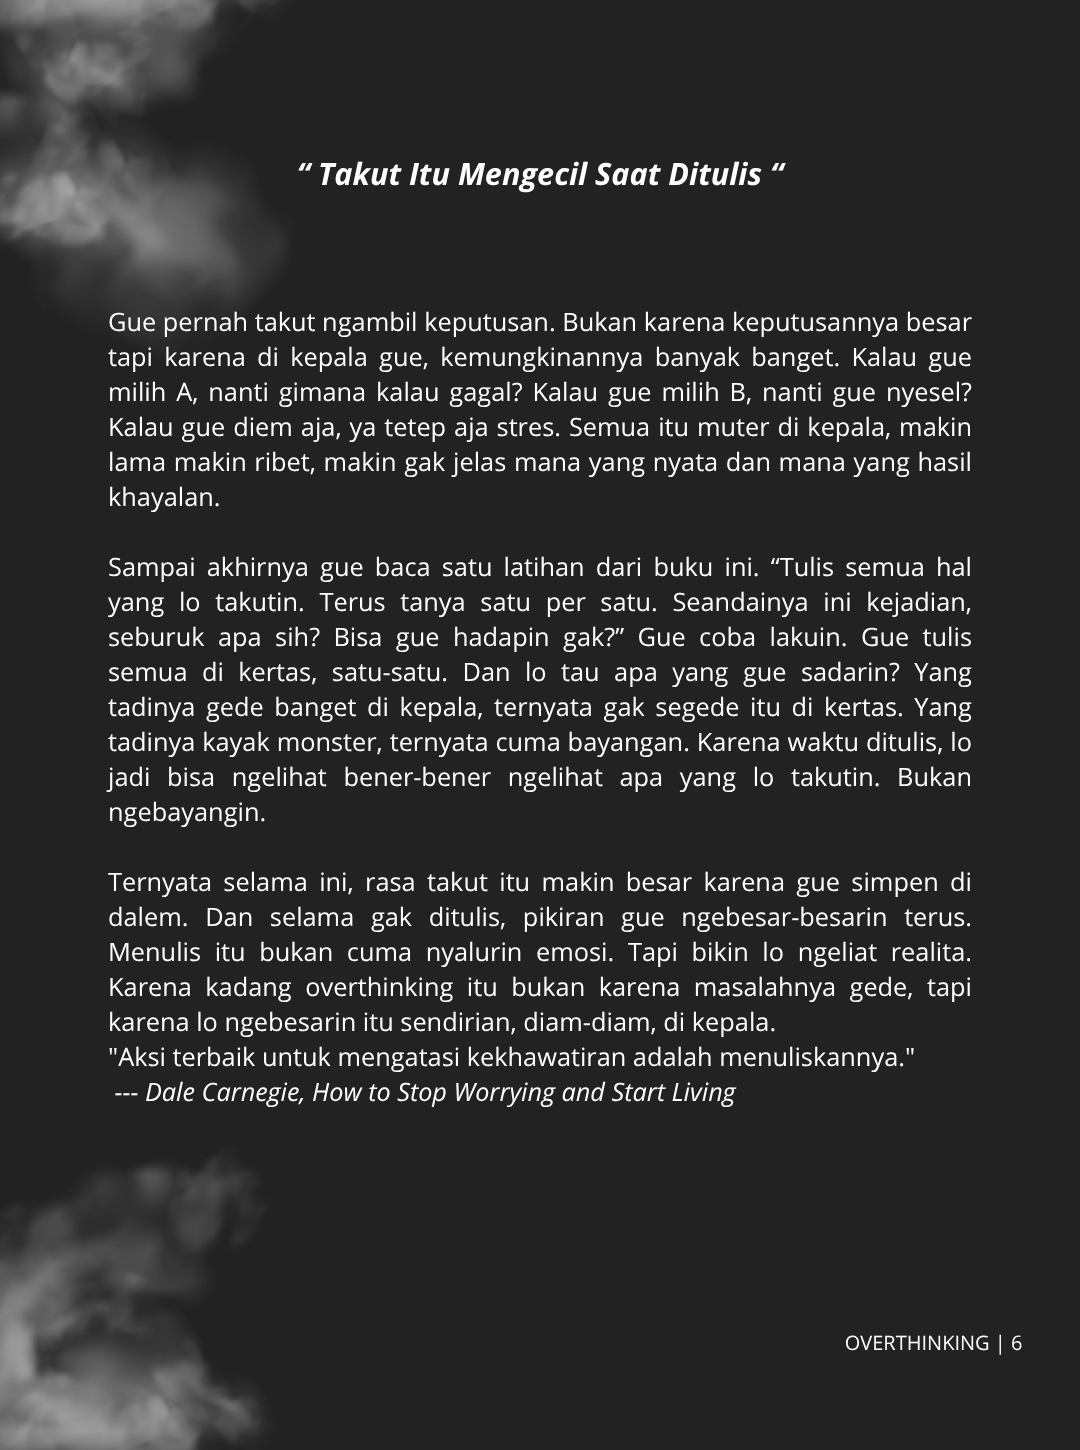 “ Takut Itu Mengecil Saat Ditulis “
Gue pernah takut ngambil keputusan. Bukan karena keputusannya besar
tapi karena di kepala gue, kemungkinannya banyak banget. Kalau gue
milih A, nanti gimana kalau gagal? Kalau gue milih B, nanti gue nyesel?
Kalau gue diem aja, ya tetep aja stres. Semua itu muter di kepala, makin
lama makin ribet, makin gak jelas mana yang nyata dan mana yang hasil
khayalan.
Sampai akhirnya gue baca satu latihan dari buku ini. “Tulis semua hal
yang lo takutin. Terus tanya satu per satu. Seandainya ini kejadian,
seburuk apa sih? Bisa gue hadapin gak?” Gue coba lakuin. Gue tulis
semua di kertas, satu-satu. Dan lo tau apa yang gue sadarin? Yang
tadinya gede banget di kepala, ternyata gak segede itu di kertas. Yang
tadinya kayak monster, ternyata cuma bayangan. Karena waktu ditulis, lo
jadi bisa ngelihat bener-bener ngelihat apa yang lo takutin. Bukan
ngebayangin.
Ternyata selama ini, rasa takut itu makin besar karena gue simpen di
dalem. Dan selama gak ditulis, pikiran gue ngebesar-besarin terus.
Menulis itu bukan cuma nyalurin emosi. Tapi bikin lo ngeliat realita.
Karena kadang overthinking itu bukan karena masalahnya gede, tapi
karena lo ngebesarin itu sendirian, diam-diam, di kepala.
"Aksi terbaik untuk mengatasi kekhawatiran adalah menuliskannya."
--- Dale Carnegie, How to Stop Worrying and Start Living
OVERTHINKING | 6